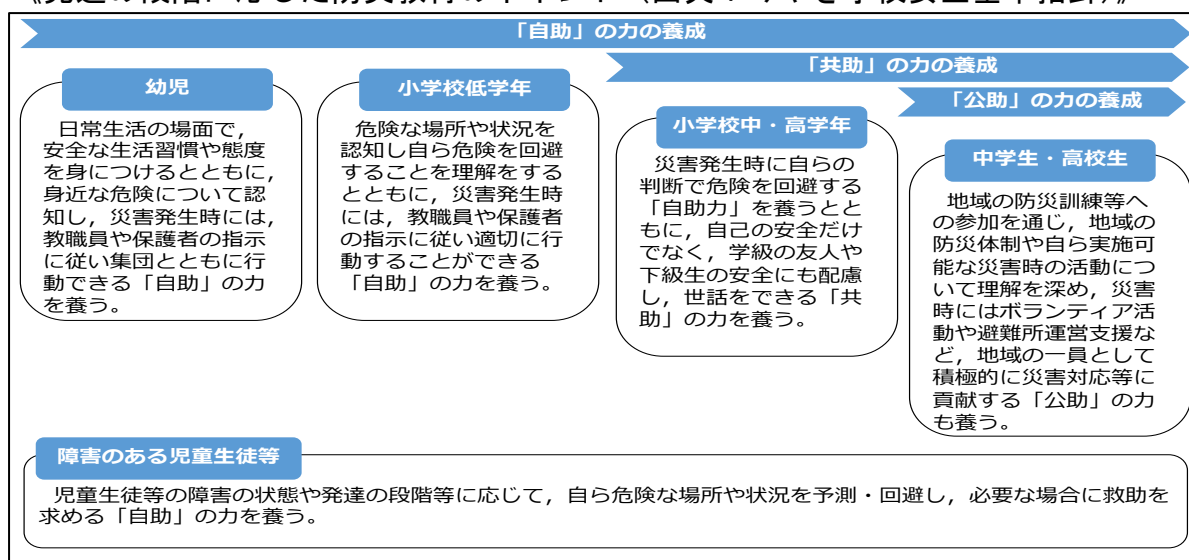 「自助」の力の養成
「共助」の力の養成
「公助」の力の養成
幼児
日常生活の場面で，
安全な生活習慣や態度
を身につけるとともに，
身近な危険について認
知し，災害発生時には，
教職員や保護者の指示
に従い集団とともに行
動できる「自助」の力
を養う。
小学校低学年
危険な場所や状況を
認知し自ら危険を回避
することを理解をする
とともに，災害発生時
には，教職員や保護者
の指示に従い適切に行
動することができる
「自助」の力を養う。
小学校中・高学年
災害発生時に自らの
判断で危険を回避する
「自助力」を養うとと
もに，自己の安全だけ
でなく，学級の友人や
下級生の安全にも配慮
し，世話をできる「共
助」の力を養う。
中学生・高校生
地域の防災訓練等へ
の参加を通じ，地域の
防災体制や自ら実施可
能な災害時の活動につ
いて理解を深め，災害
時にはボランティア活
動や避難所運営支援な
ど，地域の一員として
積極的に災害対応等に
貢献する「公助」の力
も養う。
障害のある児童生徒等
児童生徒等の障害の状態や発達の段階等に応じて，自ら危険な場所や状況を予測・回避し，必要な場合に救助を
求める「自助」の力を養う。